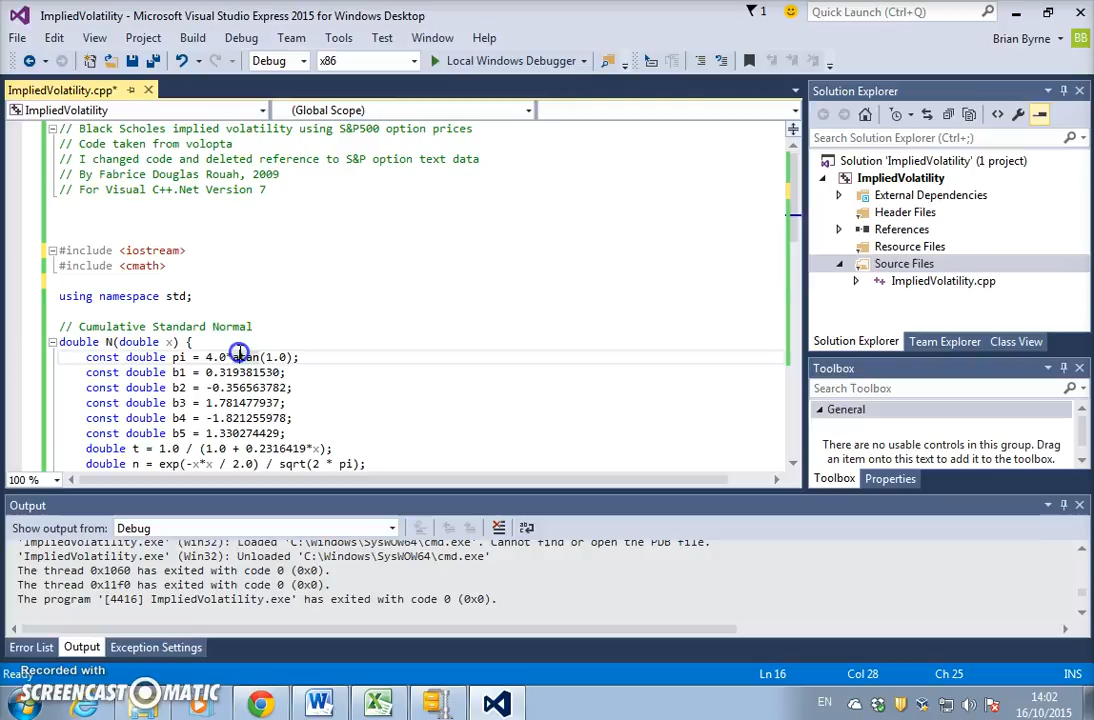 ImpliedVolatility - Microsoft Visual Studio Express 2015 for Windows Desktop
1
Quick Launch (Ctrl+Q)
File Edit View Project Build Debug Team Tools Test Window Help
Brian Byrne BB
Debug x86 Local Windows Debugger
ImpliedVolatility.cpp*
ImpliedVolatility (Global Scope)
// Black Scholes implied volatility using S&P500 option prices
// Code taken from volopta
// I changed code and deleted reference to S&P option text data
// By Fabrice Douglas Rouah, 2009
// For Visual C++.Net Version 7
#include <iostream>
#include <cmath>
using namespace std;
// Cumulative Standard Normal
double N(double x) {
const double pi = 4.0*atan(1.0);
const double b1 = 0.319381530;
const double b2 = -0.356563782;
const double b3 = 1.781477937;
const double b4 = -1.821255978;
const double b5 = 1.330274429;
double t = 1.0 / (1.0 + 0.2316419*x);
double n = exp(-x*x / 2.0) / sqrt(2 * pi);
100 %
Solution Explorer
Search Solution Explorer (Ctrl+;)
Solution 'ImpliedVolatility' (1 project)
ImpliedVolatility
External Dependencies
Header Files
References
Resource Files
Source Files
ImpliedVolatility.cpp
Solution Explorer Team Explorer Class View
Toolbox
Search Toolbox
General
There are no usable controls in this group. Drag
an item onto this text to add it to the toolbox.
Toolbox Properties
Output
Show output from: Debug
'ImpliedVolatility.exe' (Win32): Loaded 'C:\Windows\SysWOW64\cmd.exe'. Cannot find or open the PDB file.
'ImpliedVolatility.exe' (Win32): Unloaded 'C:\Windows\SysWOW64\cmd.exe'
The thread 0x1060 has exited with code 0 (0x0).
The thread 0x11f0 has exited with code 0 (0x0).
The program '[4416] ImpliedVolatility.exe' has exited with code 0 (0x0).
Error List Output Exception Settings
Ready Ln 16 Col 28 Ch 25 INS
Recorded with
SCREENCAST-O-MATIC
EN
14:02
16/10/2015